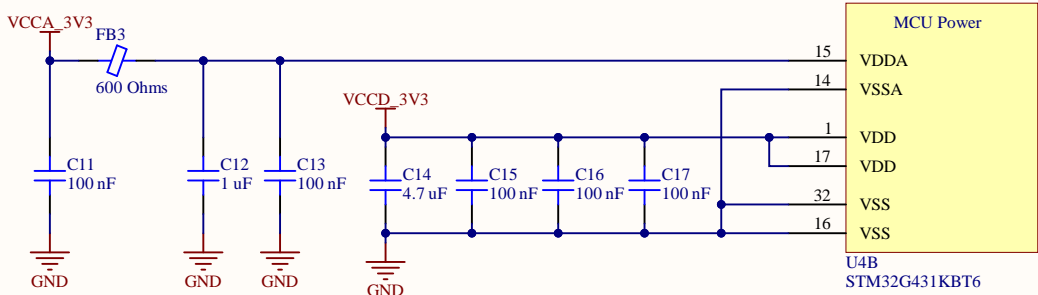 MCU Power
VCCA_3V3
FB3
600 Ohms
15
VDDA
14
VSSA
VCCD_3V3
1
VDD
17
VDD
C11
100 nF
C12
1 uF
C13
100 nF
C14
4.7 uF
C15
100 nF
C16
100 nF
C17
100 nF
32
VSS
16
VSS
GND
GND
GND
GND
U4B
STM32G431KBT6